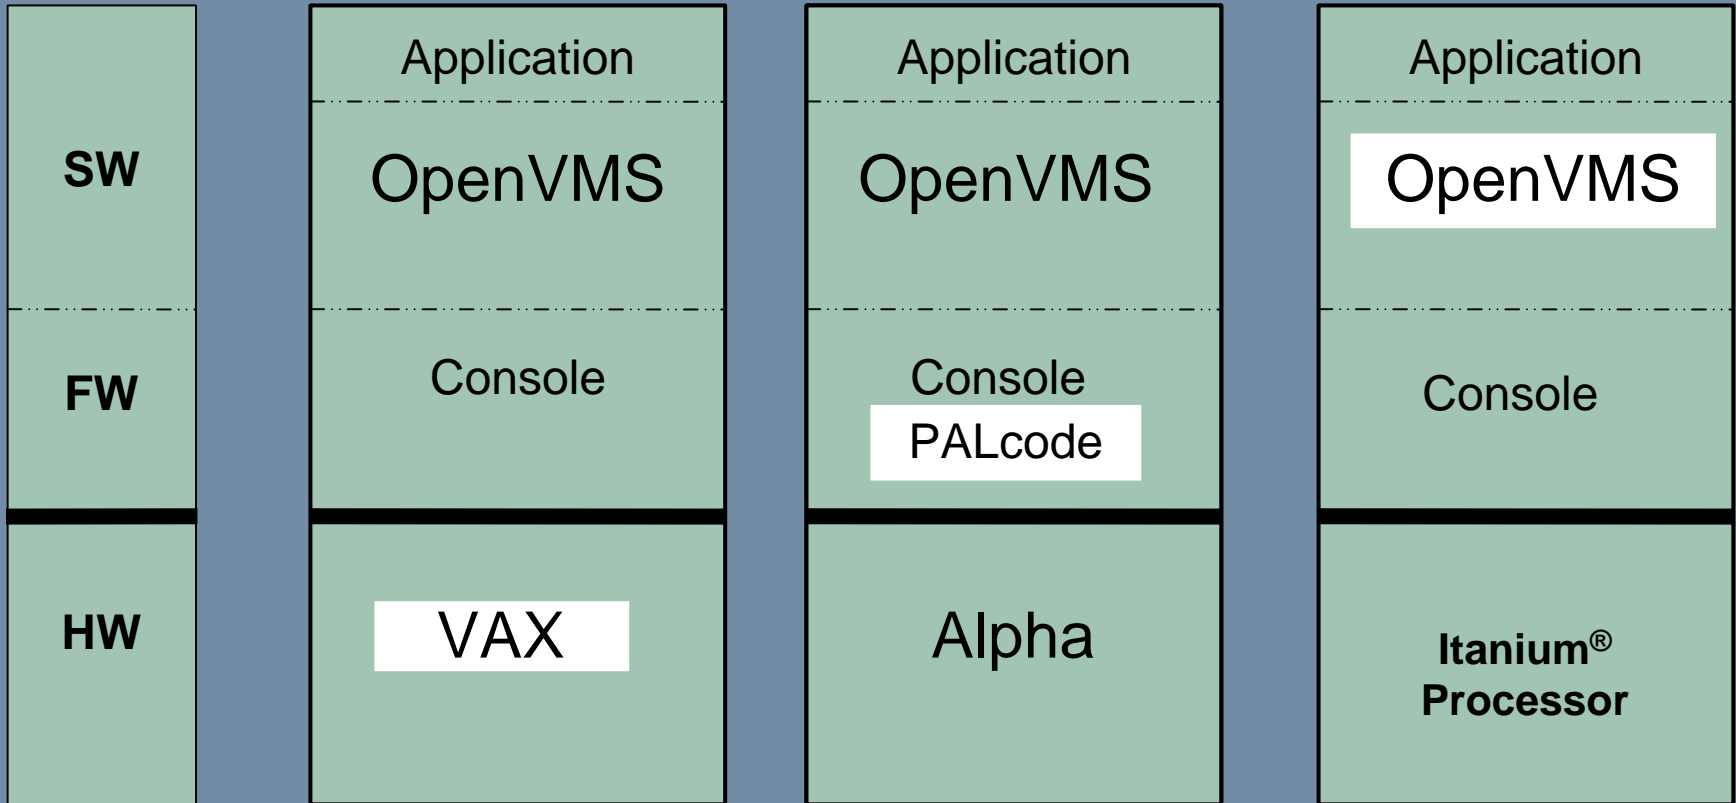 SW
FW
HW
Application
OpenVMS
Console
VAX
Application
OpenVMS
Console
PALcode
Alpha
Application
OpenVMS
Console
Itanium®
Processor